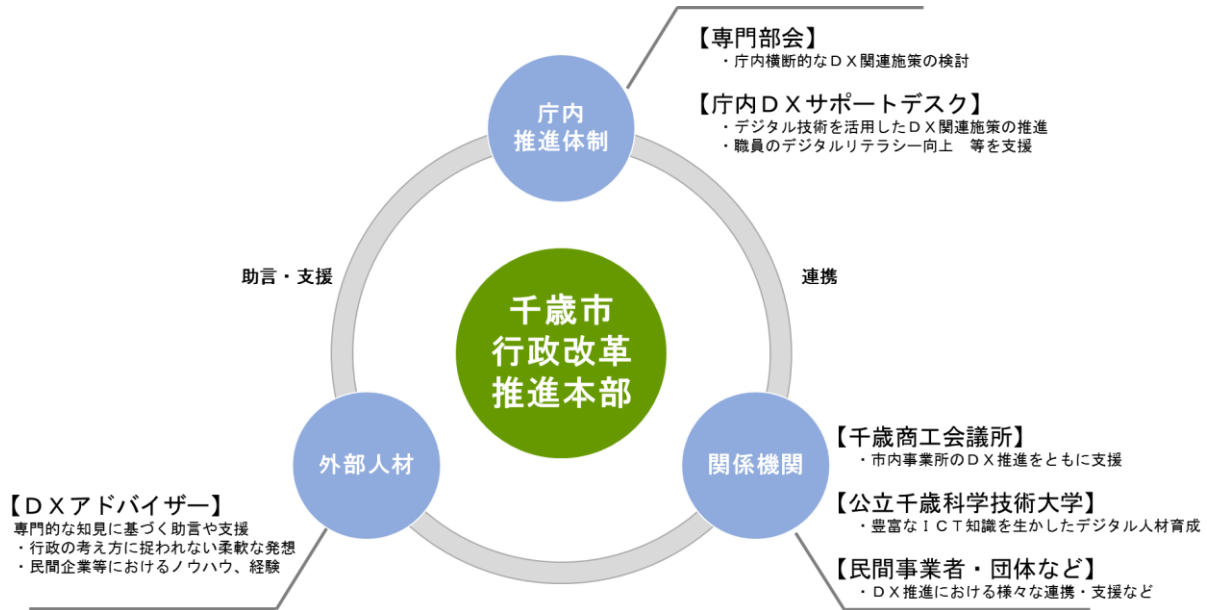 【専門部会】
・庁内横断的なＤＸ関連施策の検討
【庁内ＤＸサポートデスク】
・デジタル技術を活用したＤＸ関連施策の推進
・職員のデジタルリテラシー向上　等を支援
庁内
推進体制
助言・支援
連携
千歳市
行政改革
推進本部
外部人材
関係機関
【ＤＸアドバイザー】
専門的な知見に基づく助言や支援
・行政の考え方に捉われない柔軟な発想
・民間企業等におけるノウハウ、経験
【千歳商工会議所】
・市内事業所のＤＸ推進をともに支援
【公立千歳科学技術大学】
・豊富なＩＣＴ知識を生かしたデジタル人材育成
【民間事業者・団体など】
・ＤＸ推進における様々な連携・支援など